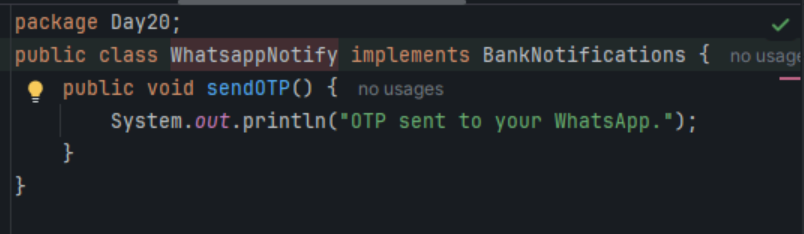 package Day20;
public class WhatsappNotify implements BankNotifications { no usage
public void sendOTP() { no usages
System.out.println("OTP sent to your WhatsApp.");
}
}